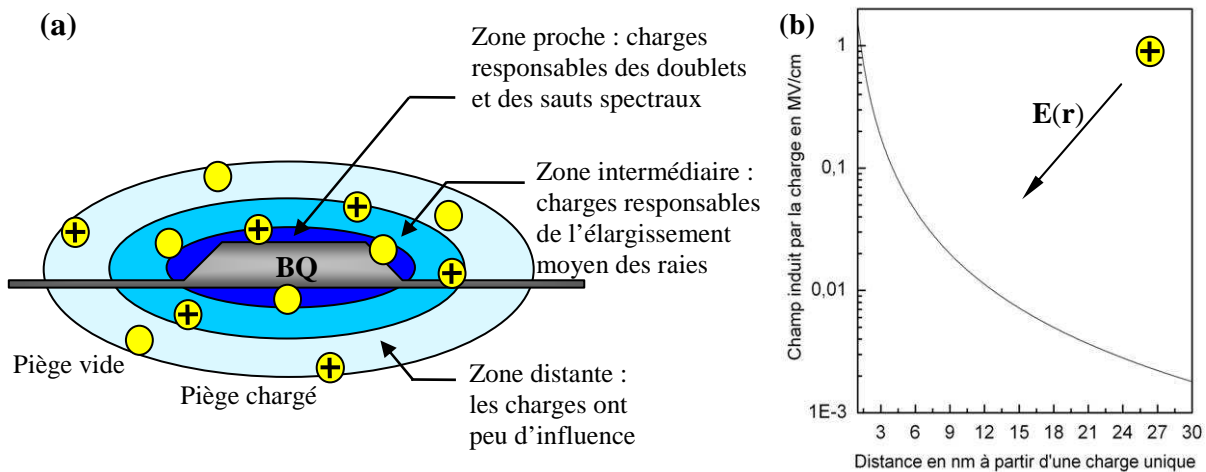 (a)
Zone proche : charges
responsables des doublets
et des sauts spectraux
Zone intermédiaire :
charges responsables
de l'élargissement
moyen des raies
BQ
Piège vide
Piège chargé
Zone distante :
les charges ont
peu d'influence
(b)
Champ induit par la charge en MV/cm
1
0,1
0,01
1E-3
E(r)
3 6 9 12 15 18 21 24 27 30
Distance en nm à partir d'une charge unique